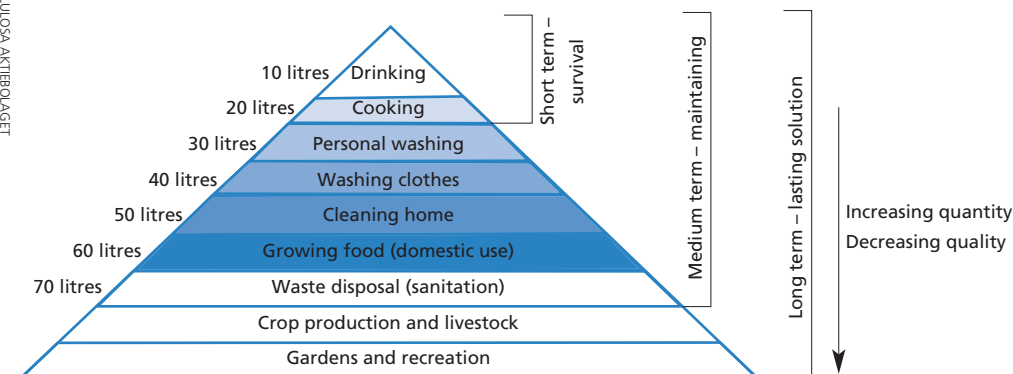 ULOSA AKTIEBOLAGET
10 litres Drinking
20 litres Cooking
30 litres Personal washing
40 litres Washing clothes
50 litres Cleaning home
60 litres Growing food (domestic use)
70 litres Waste disposal (sanitation)
Crop production and livestock
Gardens and recreation
Short term –
survival
Medium term – maintaining
Long term – lasting solution
Increasing quantity
Decreasing quality